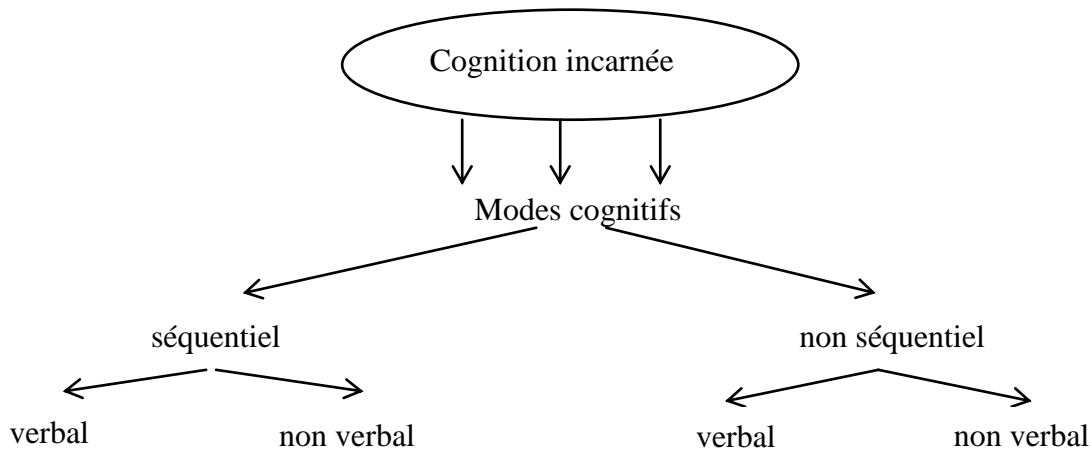 Cognition incarnée
Modes cognitifs
séquentiel
non séquentiel
verbal
non verbal
verbal
non verbal